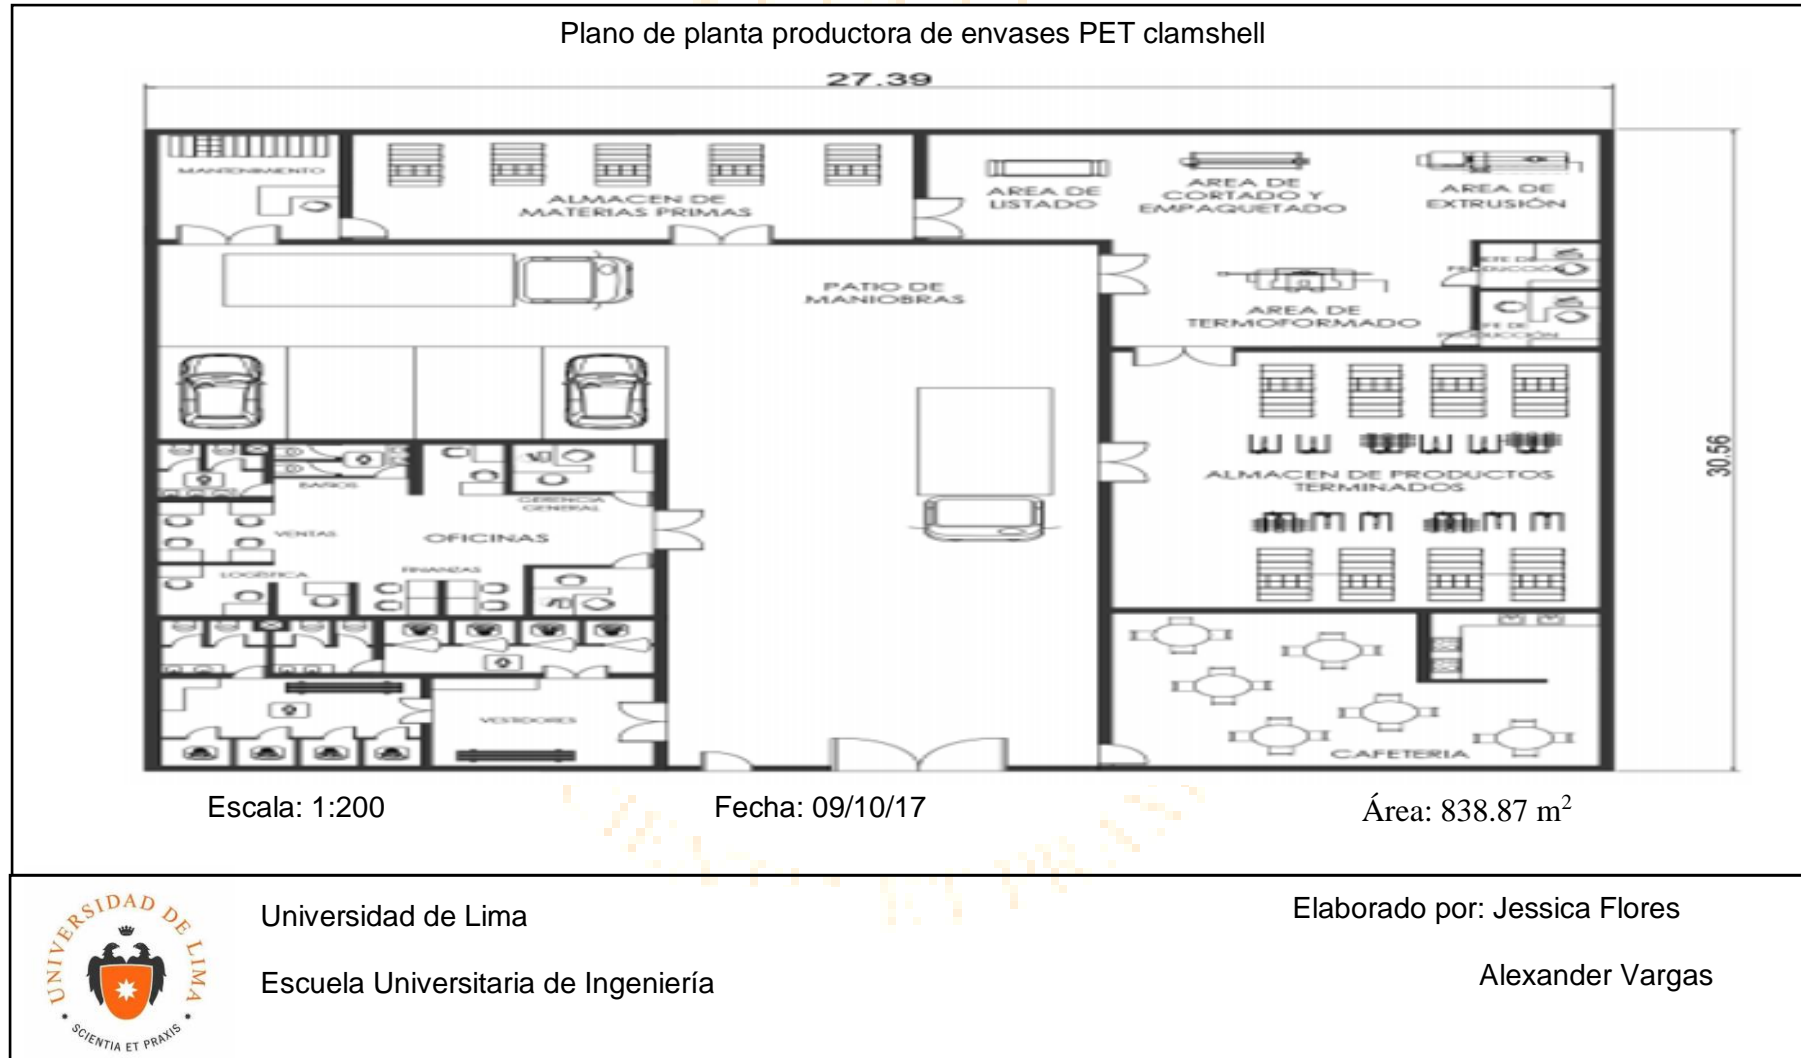 Plano de planta productora de envases PET clamshell
27.39
MANTENIMIENTO
ALMACEN DE
MATERIAS PRIMAS
AREA DE
LISTADO
AREA DE
CORTADO Y
EMPAQUETADO
AREA DE
EXTRUSIÓN
PATIO DE
MANIOBRAS
PRODUCCIÓN
AREA DE
TERMOFORMADO
EFE DE
PRODUCCIÓN
30.56
ALMACEN DE PRODUCTOS
TERMINADOS
BAÑOS
GERENCIA
GENERAL
VENTAS
OFICINAS
LOGÍSTICA
FINANZAS
VESTIDORES
CAFETERIA
Escala: 1:200
Fecha: 09/10/17
Área: 838.87 m²
UNIVERSIDAD DE LIMA
SCIENTIA ET PRAXIS
Universidad de Lima
Escuela Universitaria de Ingeniería
Elaborado por: Jessica Flores
Alexander Vargas